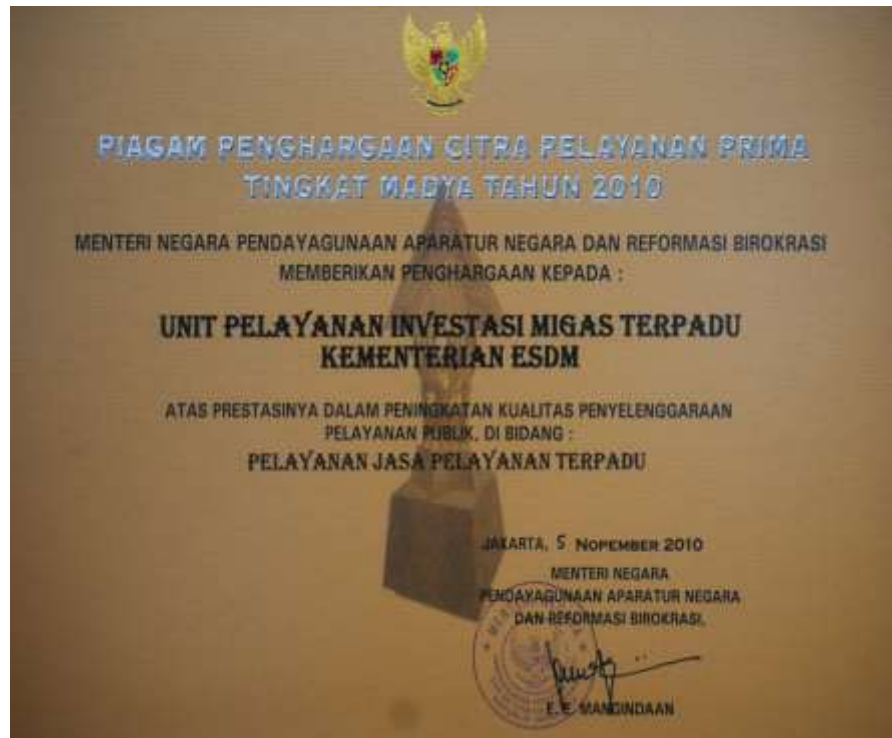 PIAGAM PENGHARGAAN CITRA PELAYANAN PRIMA
TINGKAT MADYA TAHUN 2010
MENTERI NEGARA PENDAYAGUNAAN APARATUR NEGARA DAN REFORMASI BIROKRASI
MEMBERIKAN PENGHARGAAN KEPADA :
UNIT PELAYANAN INVESTASI MIGAS TERPADU
KEMENTERIAN ESDM
ATAS PRESTASINYA DALAM PENINGKATAN KUALITAS PENYELENGGARAAN
PELAYANAN PUBLIK, DI BIDANG :
PELAYANAN JASA PELAYANAN TERPADU
JAKARTA, 5 NOPEMBER 2010
MENTERI NEGARA
PENDAYAGUNAAN APARATUR NEGARA
DAN REFORMASI BIROKRASI,
E. E. MANGINDAAN